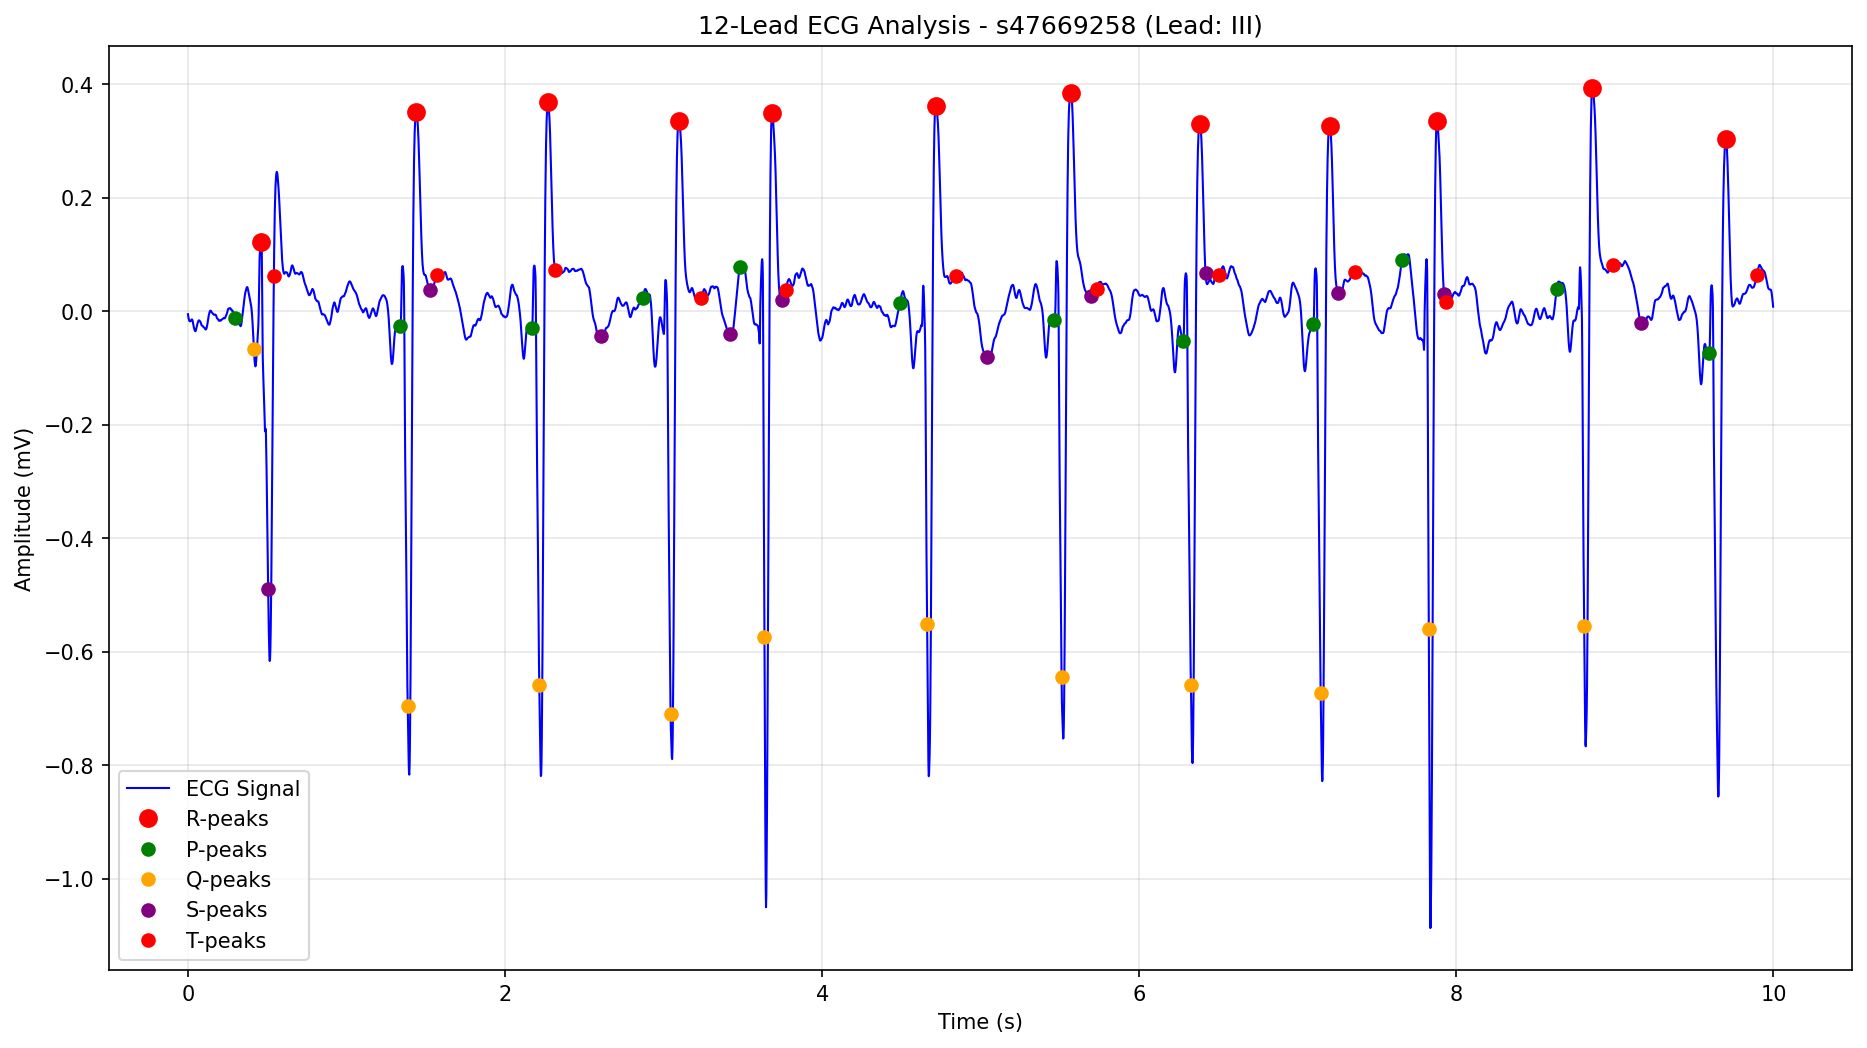 12-Lead ECG Analysis - s47669258 (Lead: III)
Amplitude (mV)
0.4
0.2
0.0
−0.2
−0.4
−0.6
−0.8
−1.0
ECG Signal
R-peaks
P-peaks
Q-peaks
S-peaks
T-peaks
0 2 4 6 8 10
Time (s)